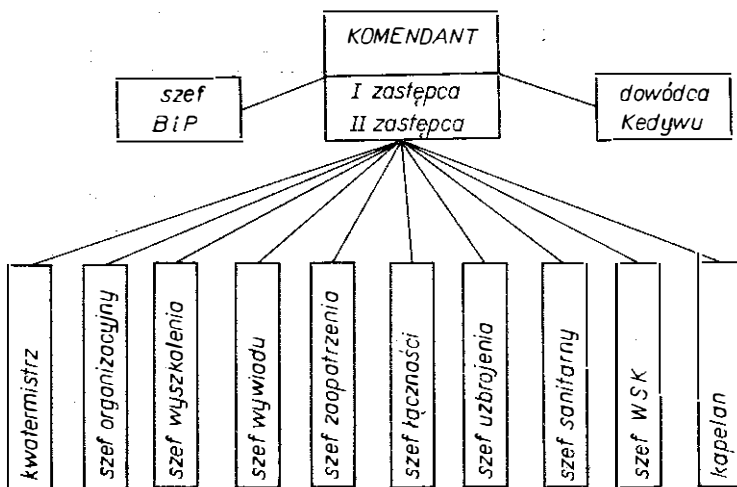 KOMENDANT
I zastępca
II zastępca
szef
BiP
dowódca
Kedywu
kwatermistrz
szef organizacyjny
szef wyszkolenia
szef wywiadu
szef zaopatrzenia
szef łączności
szef uzbrojenia
szef sanitarny
szef WSK
kapelan